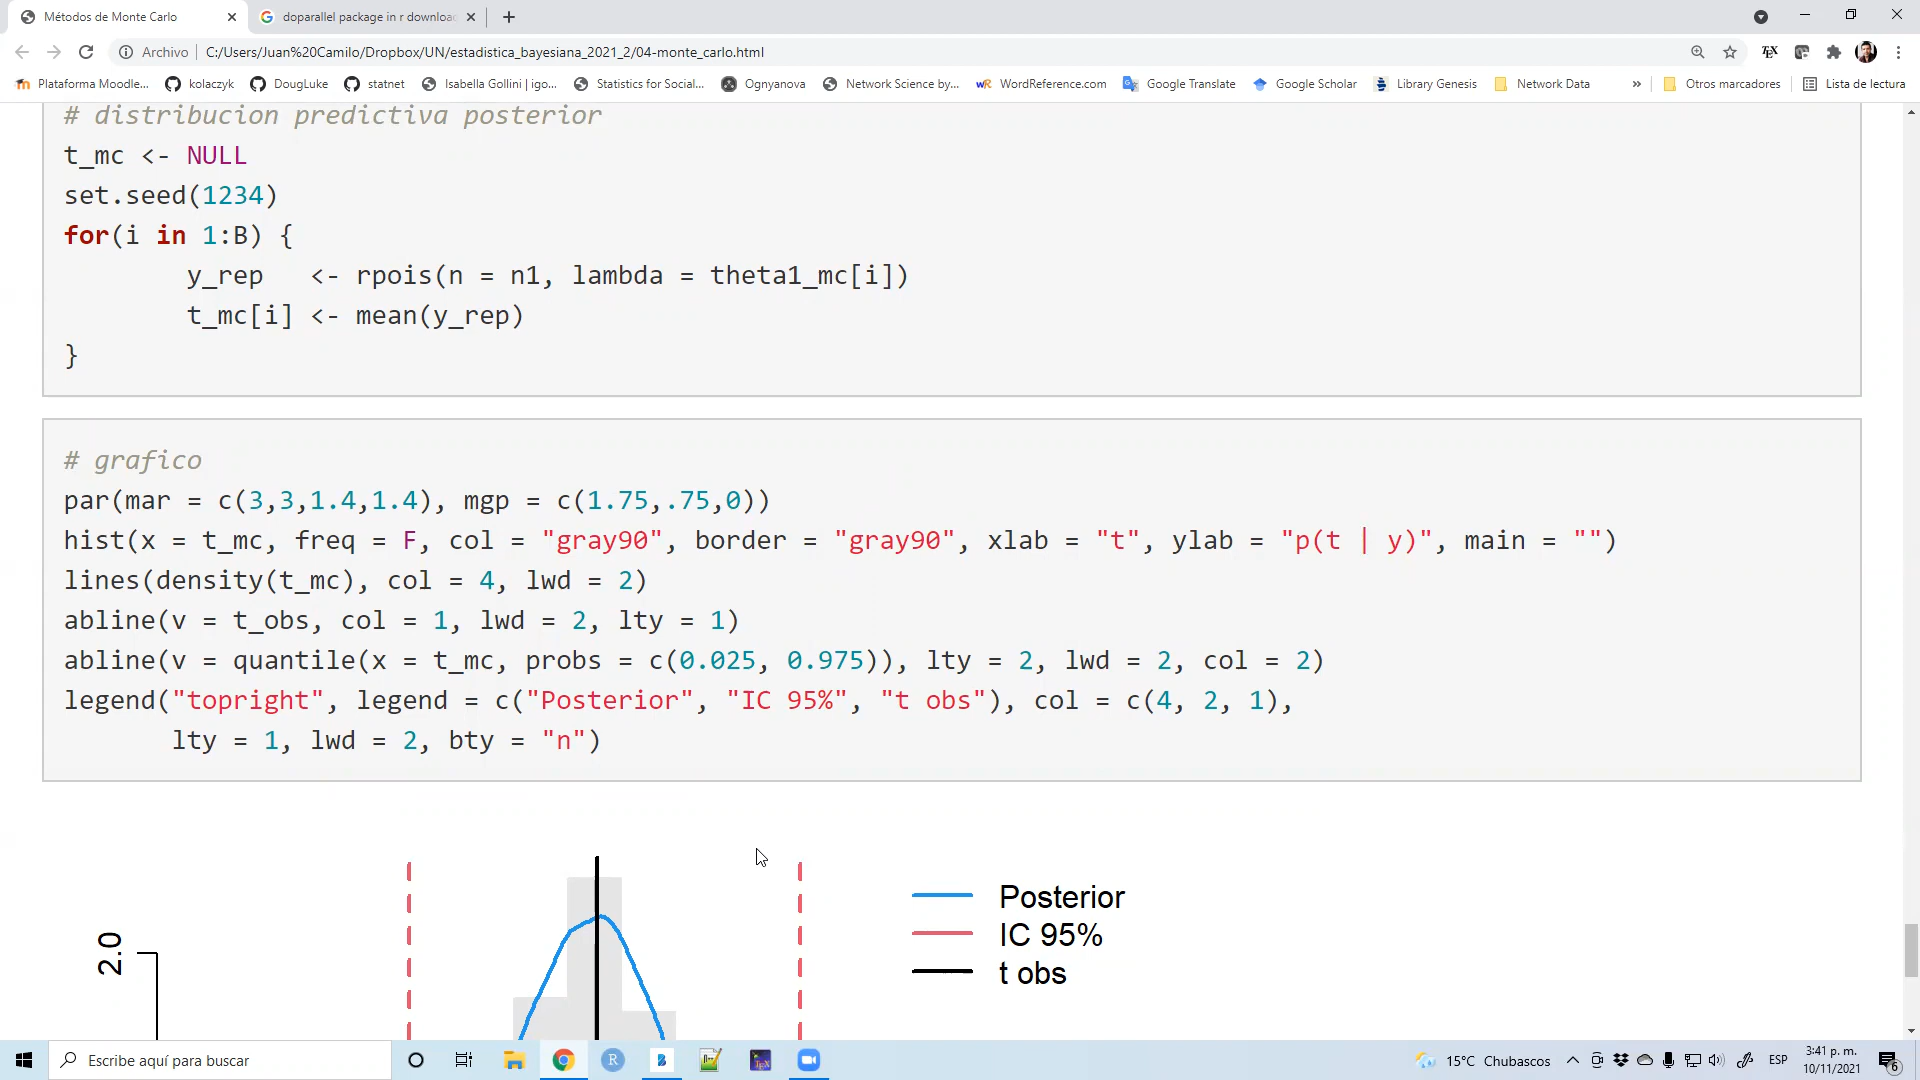 Métodos de Monte Carlo
doparallel package in r downloa
Archivo
C:/Users/Juan%20Camilo/Dropbox/UN/estadistica_bayesiana_2021_2/04-monte_carlo.html
TEX
Plataforma Moodle...
kolaczyk
DougLuke
statnet
Isabella Gollini | igo...
Statistics for Social...
Ognyanova
Network Science by...
WR WordReference.com
Google Translate
Google Scholar
Library Genesis
Network Data
»
Otros marcadores
Lista de lectura
# distribucion predictiva posterior
t_mc <- NULL
set.seed(1234)
for(i in 1:B) {
y_rep   <- rpois(n = n1, lambda = theta1_mc[i])
t_mc[i] <- mean(y_rep)
}
# grafico
par(mar = c(3,3,1.4,1.4), mgp = c(1.75,.75,0))
hist(x = t_mc, freq = F, col = "gray90", border = "gray90", xlab = "t", ylab = "p(t | y)", main = "")
lines(density(t_mc), col = 4, lwd = 2)
abline(v = t_obs, col = 1, lwd = 2, lty = 1)
abline(v = quantile(x = t_mc, probs = c(0.025, 0.975)), lty = 2, lwd = 2, col = 2)
legend("topright", legend = c("Posterior", "IC 95%", "t obs"), col = c(4, 2, 1),
lty = 1, lwd = 2, bty = "n")
Posterior
IC 95%
t obs
2.0
Escribe aquí para buscar
R
15°C Chubascos
ESP
3:41 p. m.
10/11/2021
6